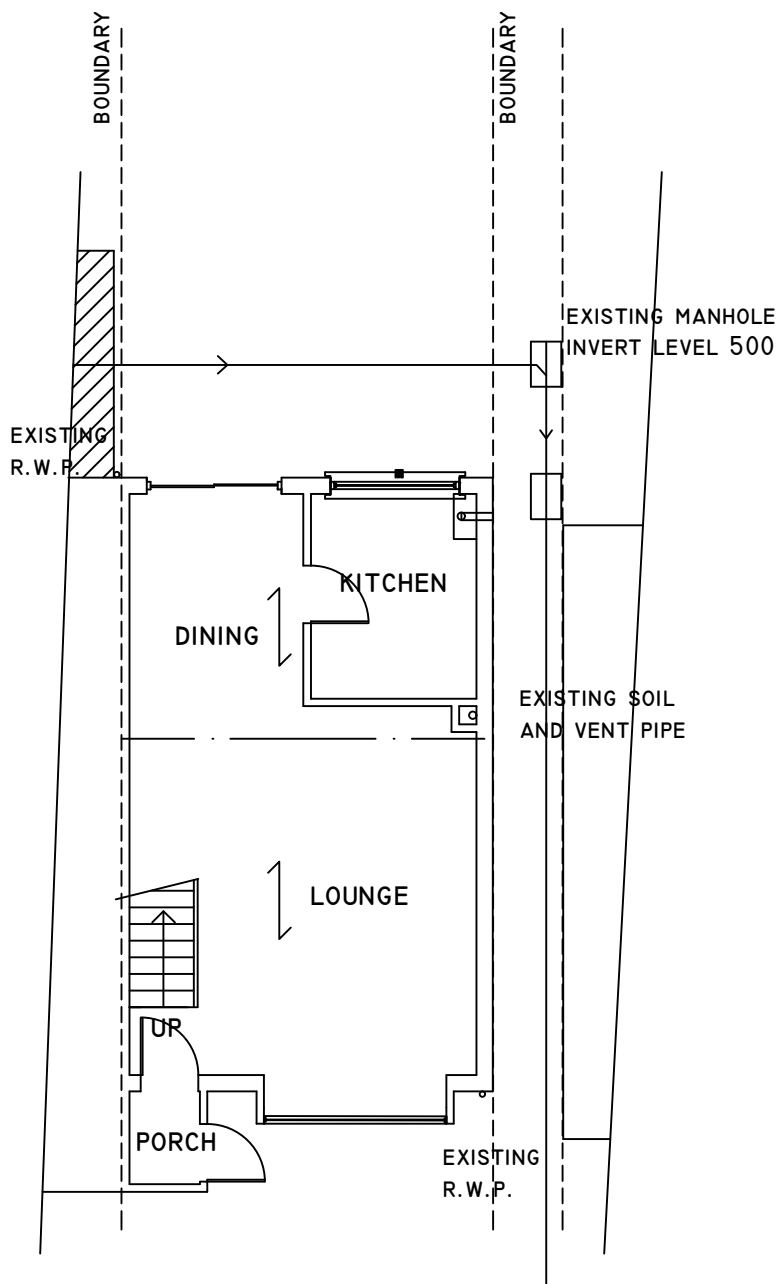 BOUNDARY
BOUNDARY
EXISTING MANHOLE
INVERT LEVEL 500
EXISTING
R.W.P.
KITCHEN
DINING
EXISTING SOIL
AND VENT PIPE
LOUNGE
UP
PORCH
EXISTING
R.W.P.